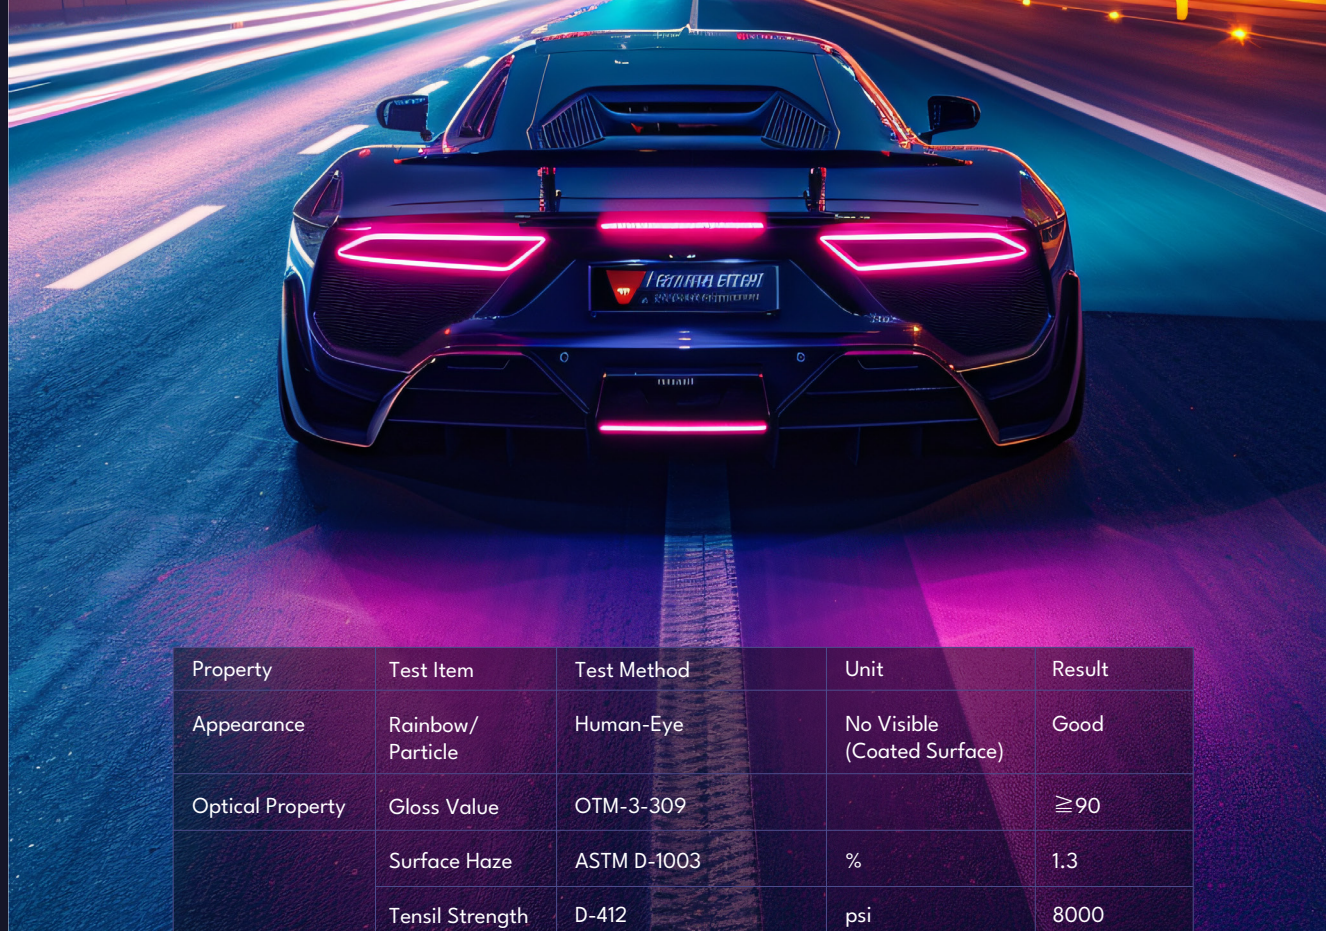 Property Test Item Test Method Unit Result
Appearance Rainbow/ Human-Eye No Visible Good
Particle (Coated Surface)
Optical Property Gloss Value OTM-3-309 ≧90
Surface Haze ASTM D-1003 % 1.3
Tensil Strength D-412 psi 8000